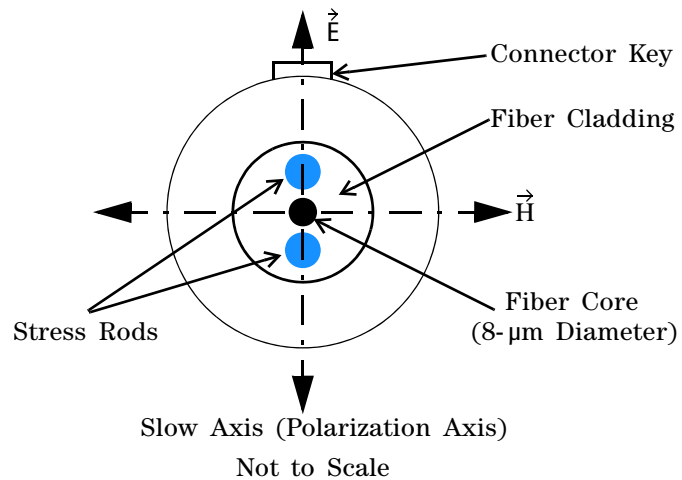 E
Connector Key
Fiber Cladding
H
Fiber Core
(8-μm Diameter)
Stress Rods
Slow Axis (Polarization Axis)
Not to Scale